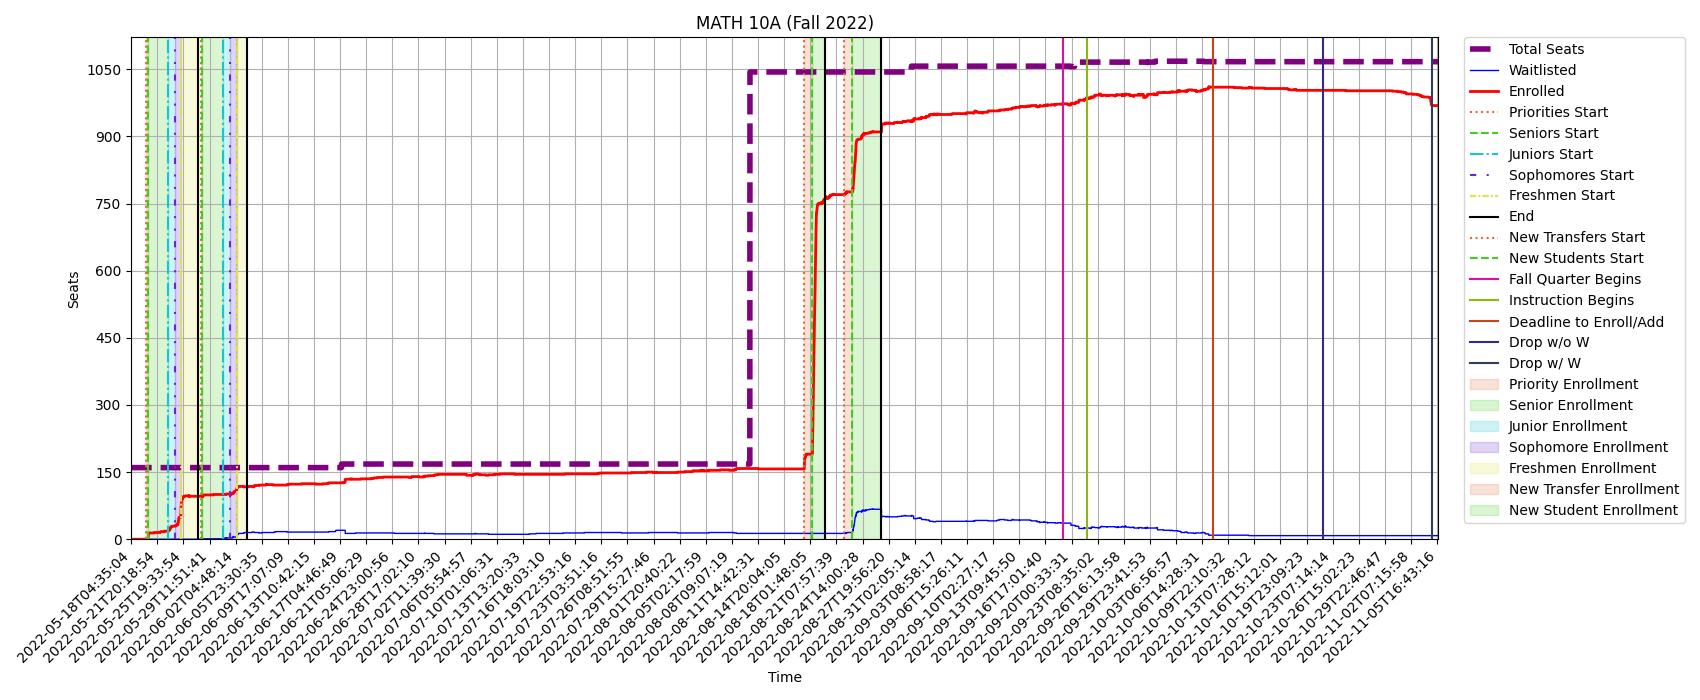 MATH 10A (Fall 2022)
Seats
1050
900
750
600
450
300
150
0
2022-05-18T04:35:04
2022-05-21T20:18:54
2022-05-25T19:33:54
2022-05-29T11:51:41
2022-06-02T04:48:14
2022-06-05T23:30:35
2022-06-09T17:07:09
2022-06-13T10:42:15
2022-06-17T04:46:49
2022-06-21T05:06:29
2022-06-24T23:00:56
2022-06-28T17:02:10
2022-07-02T11:39:30
2022-07-06T05:54:57
2022-07-10T01:06:31
2022-07-13T13:20:33
2022-07-16T18:03:10
2022-07-19T22:53:16
2022-07-23T03:51:16
2022-07-26T08:51:55
2022-07-29T15:27:46
2022-08-01T20:40:22
2022-08-05T02:17:59
2022-08-08T09:07:19
2022-08-11T14:42:31
2022-08-14T20:04:05
2022-08-18T01:48:05
2022-08-21T07:57:39
2022-08-24T14:00:28
2022-08-27T19:56:20
2022-08-31T02:05:14
2022-09-03T08:58:17
2022-09-06T15:26:11
2022-09-10T02:27:17
2022-09-13T09:45:50
2022-09-16T17:01:40
2022-09-20T00:33:31
2022-09-23T08:35:02
2022-09-26T16:13:58
2022-09-29T23:41:53
2022-10-03T06:56:57
2022-10-06T14:28:31
2022-10-09T22:10:32
2022-10-13T07:28:12
2022-10-16T15:12:01
2022-10-19T23:09:23
2022-10-23T07:14:14
2022-10-26T15:02:23
2022-10-29T22:46:47
2022-11-02T07:15:58
2022-11-05T16:43:16
Time
Total Seats
Waitlisted
Enrolled
Priorities Start
Seniors Start
Juniors Start
Sophomores Start
Freshmen Start
End
New Transfers Start
New Students Start
Fall Quarter Begins
Instruction Begins
Deadline to Enroll/Add
Drop w/o W
Drop w/ W
Priority Enrollment
Senior Enrollment
Junior Enrollment
Sophomore Enrollment
Freshmen Enrollment
New Transfer Enrollment
New Student Enrollment